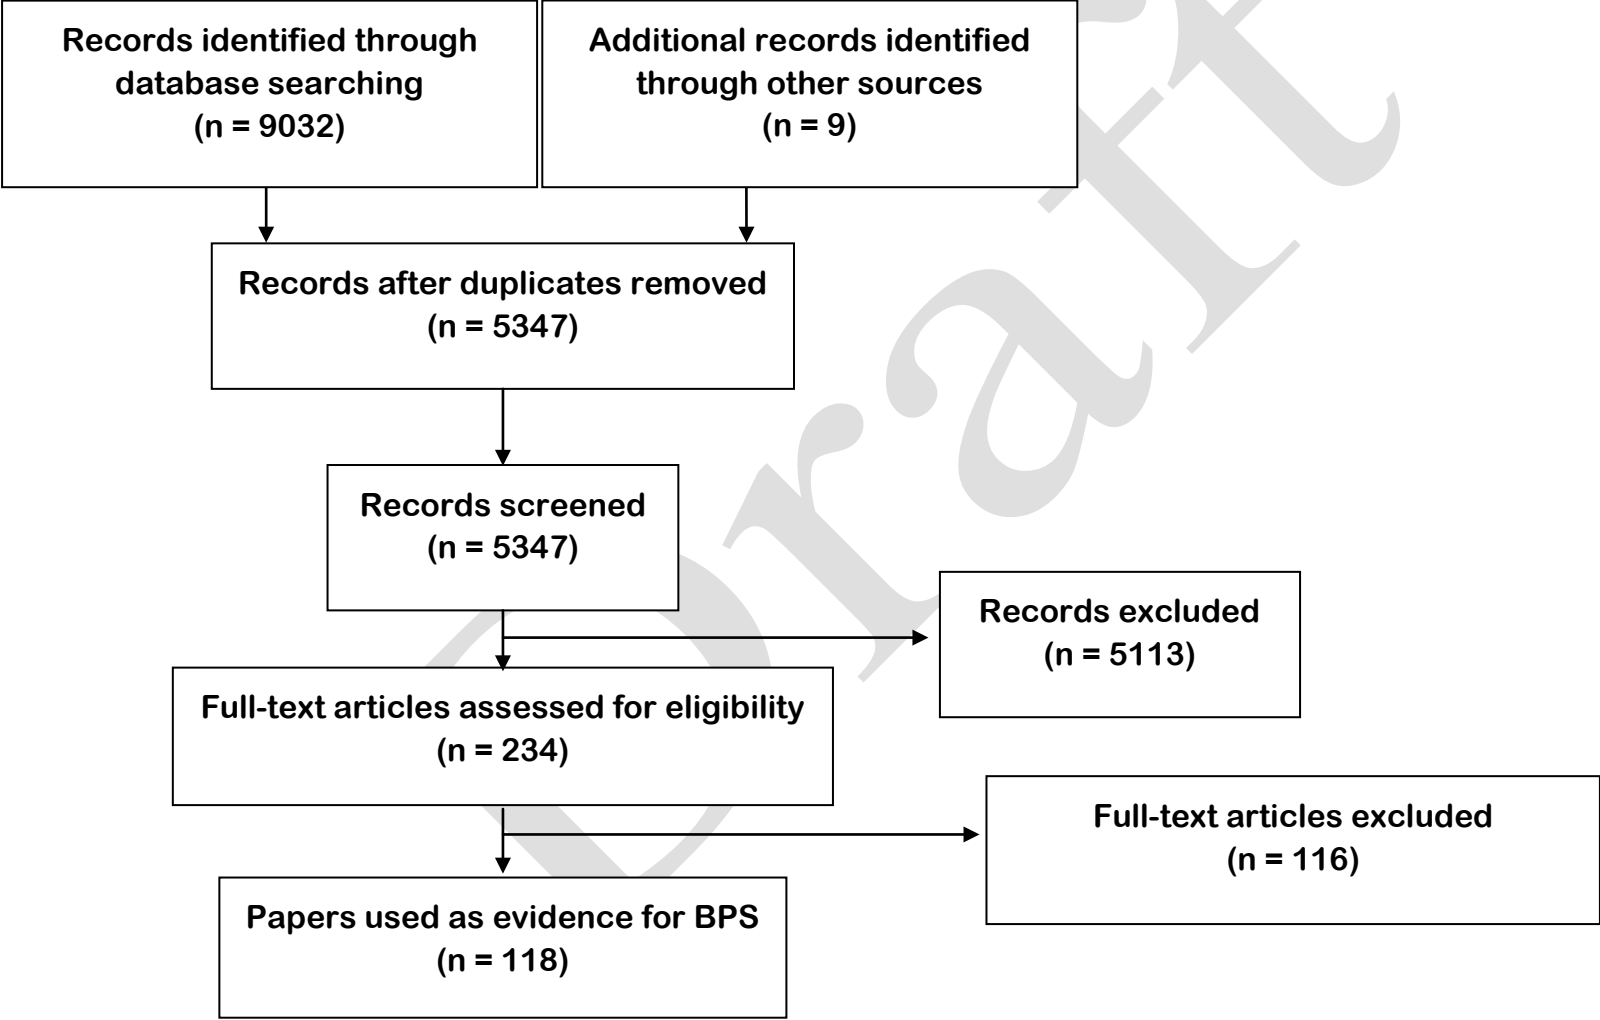 Records identified through
database searching
(n = 9032)
Additional records identified
through other sources
(n = 9)
Records after duplicates removed
(n = 5347)
Records screened
(n = 5347)
Records excluded
(n = 5113)
Full-text articles assessed for eligibility
(n = 234)
Full-text articles excluded
(n = 116)
Papers used as evidence for BPS
(n = 118)
Draft